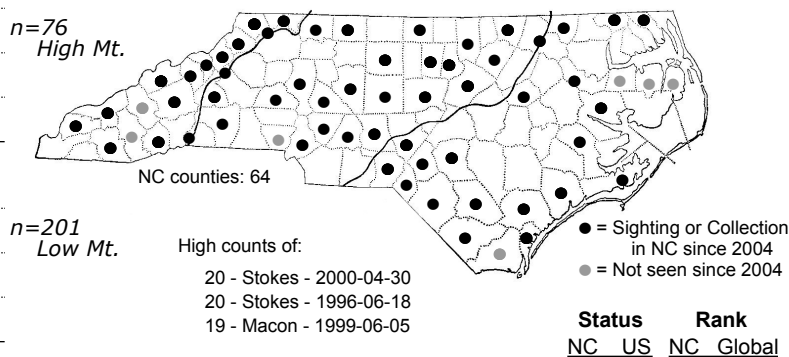 n=76
High Mt.
NC counties: 64
n=201
Low Mt.
High counts of:
20 - Stokes - 2000-04-30
20 - Stokes - 1996-06-18
19 - Macon - 1999-06-05
● = Sighting or Collection
in NC since 2004
● = Not seen since 2004
Status Rank
NC US NC Global